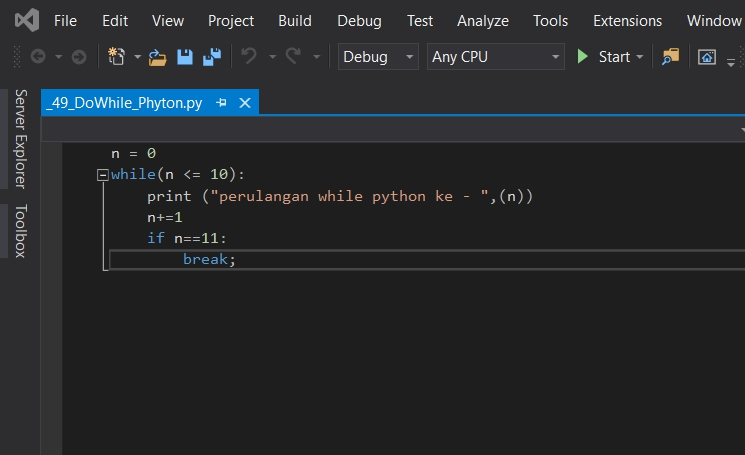 File Edit View Project Build Debug Test Analyze Tools Extensions Window
Debug Any CPU Start
_49_DoWhile_Phyton.py
Server Explorer
Toolbox
n = 0
while(n <= 10):
    print ("perulangan while python ke - ",(n))
    n+=1
    if n==11:
        break;